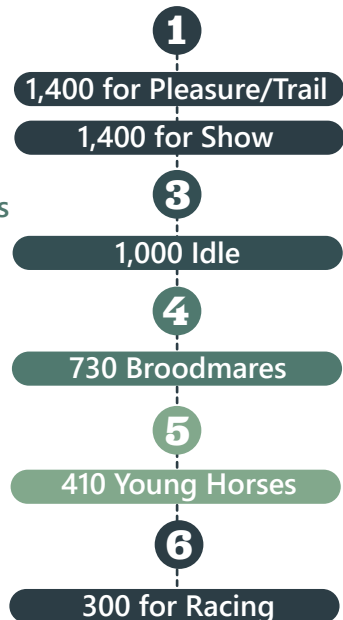 1
1,400 for Pleasure/Trail
1,400 for Show
s
3
1,000 Idle
4
730 Broodmares
5
410 Young Horses
6
300 for Racing